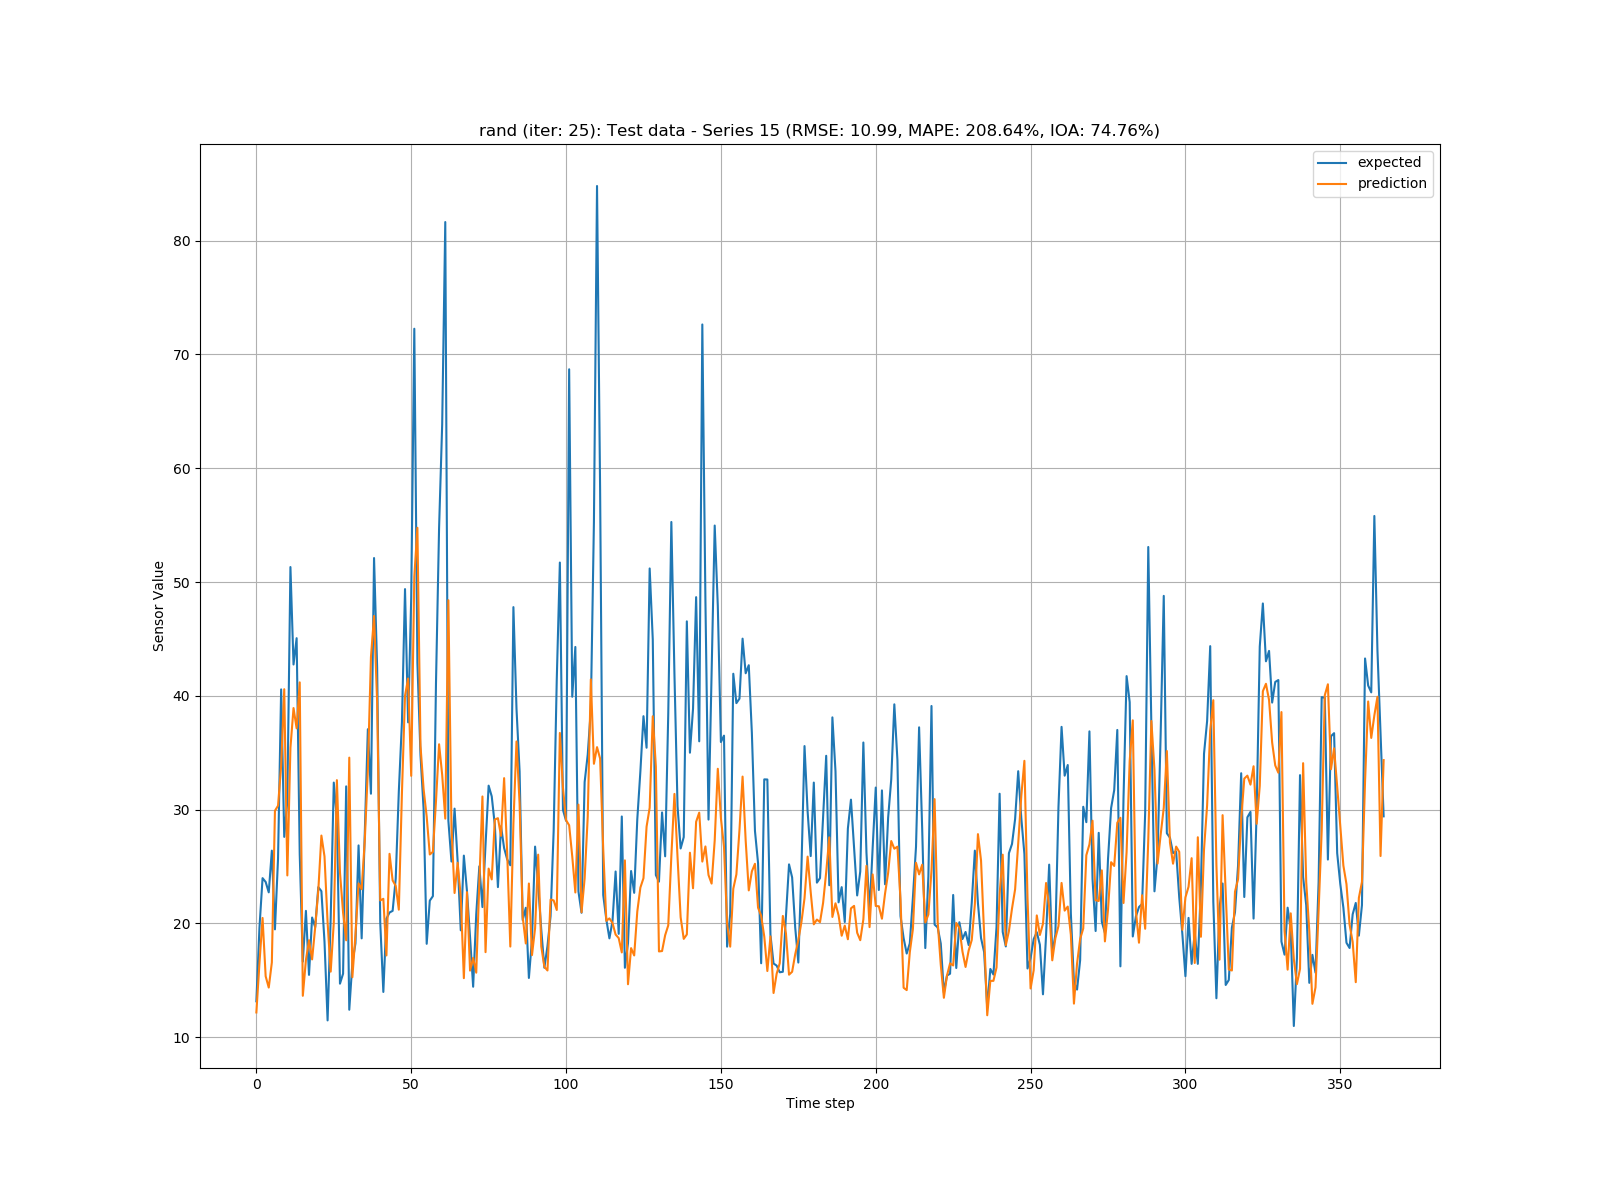 rand (iter: 25): Test data - Series 15 (RMSE: 10.99, MAPE: 208.64%, IOA: 74.76%)
expected
prediction
80
70
60
50
40
30
20
10
Sensor Value
0 50 100 150 200 250 300 350
Time step